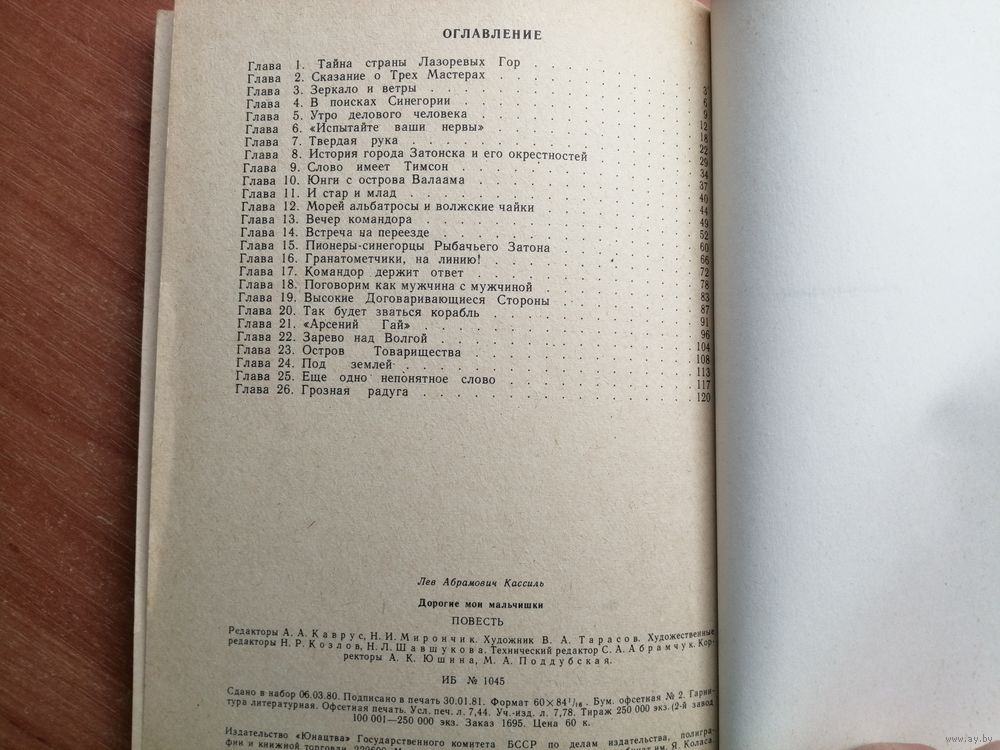 ОГЛАВЛЕНИЕ
Глава 1. Тайна страны Лазоревых Гор . . . . . 3
Глава 2. Сказание о Трех Мастерах . . . . . 6
Глава 3. Зеркало и ветры . . . . . 9
Глава 4. В поисках Синегории . . . . . 12
Глава 5. Утро делового человека . . . . . 18
Глава 6. «Испытайте ваши нервы» . . . . . 22
Глава 7. Твердая рука . . . . . 29
Глава 8. История города Затонска и его окрестностей . . . . . 34
Глава 9. Слово имеет Тимсон . . . . . 37
Глава 10. Юнги с острова Валаама . . . . . 40
Глава 11. И стар и млад . . . . . 44
Глава 12. Морей альбатросы и волжские чайки . . . . . 49
Глава 13. Вечер командора . . . . . 52
Глава 14. Встреча на переезде . . . . . 60
Глава 15. Пионеры-синегорцы Рыбачьего Затона . . . . . 66
Глава 16. Гранатометчики, на линию! . . . . . 72
Глава 17. Командор держит ответ . . . . . 78
Глава 18. Поговорим как мужчина с мужчиной . . . . . 83
Глава 19. Высокие Договаривающиеся Стороны . . . . . 87
Глава 20. Так будет зваться корабль . . . . . 91
Глава 21. «Арсений Гай» . . . . . 96
Глава 22. Зарево над Волгой . . . . . 104
Глава 23. Остров Товарищества . . . . . 108
Глава 24. Под землей . . . . . 113
Глава 25. Еще одно непонятное слово . . . . . 117
Глава 26. Грозная радуга . . . . . 120
Лев Абрамович Кассиль
Дорогие мои мальчишки
ПОВЕСТЬ
Редакторы А. А. Каврус, Н. И. Мирончик. Художник В. А. Тарасов. Художественные
редакторы Н. Р. Козлов, Н. Л. Шавшукова. Технический редактор С. А. Абрамчук. Кор-
ректоры А. К. Юшина, М. А. Поддубская.
ИБ № 1045
Сдано в набор 06.03.80. Подписано в печать 30.01.81. Формат 60×84¹/₁₆. Бум. офсетная № 2. Гарни-
тура литературная. Офсетная печать. Усл. печ. л. 7,44. Уч.-изд. л. 7,78. Тираж 250 000 экз. (2-й завод
100 001—250 000 экз. Заказ 1695. Цена 60 к.
Издательство «Юнацтва» Государственного комитета БССР по делам издательства, полигра-
фии и книжной торговли. им. Я. Коласа
www.ay.by